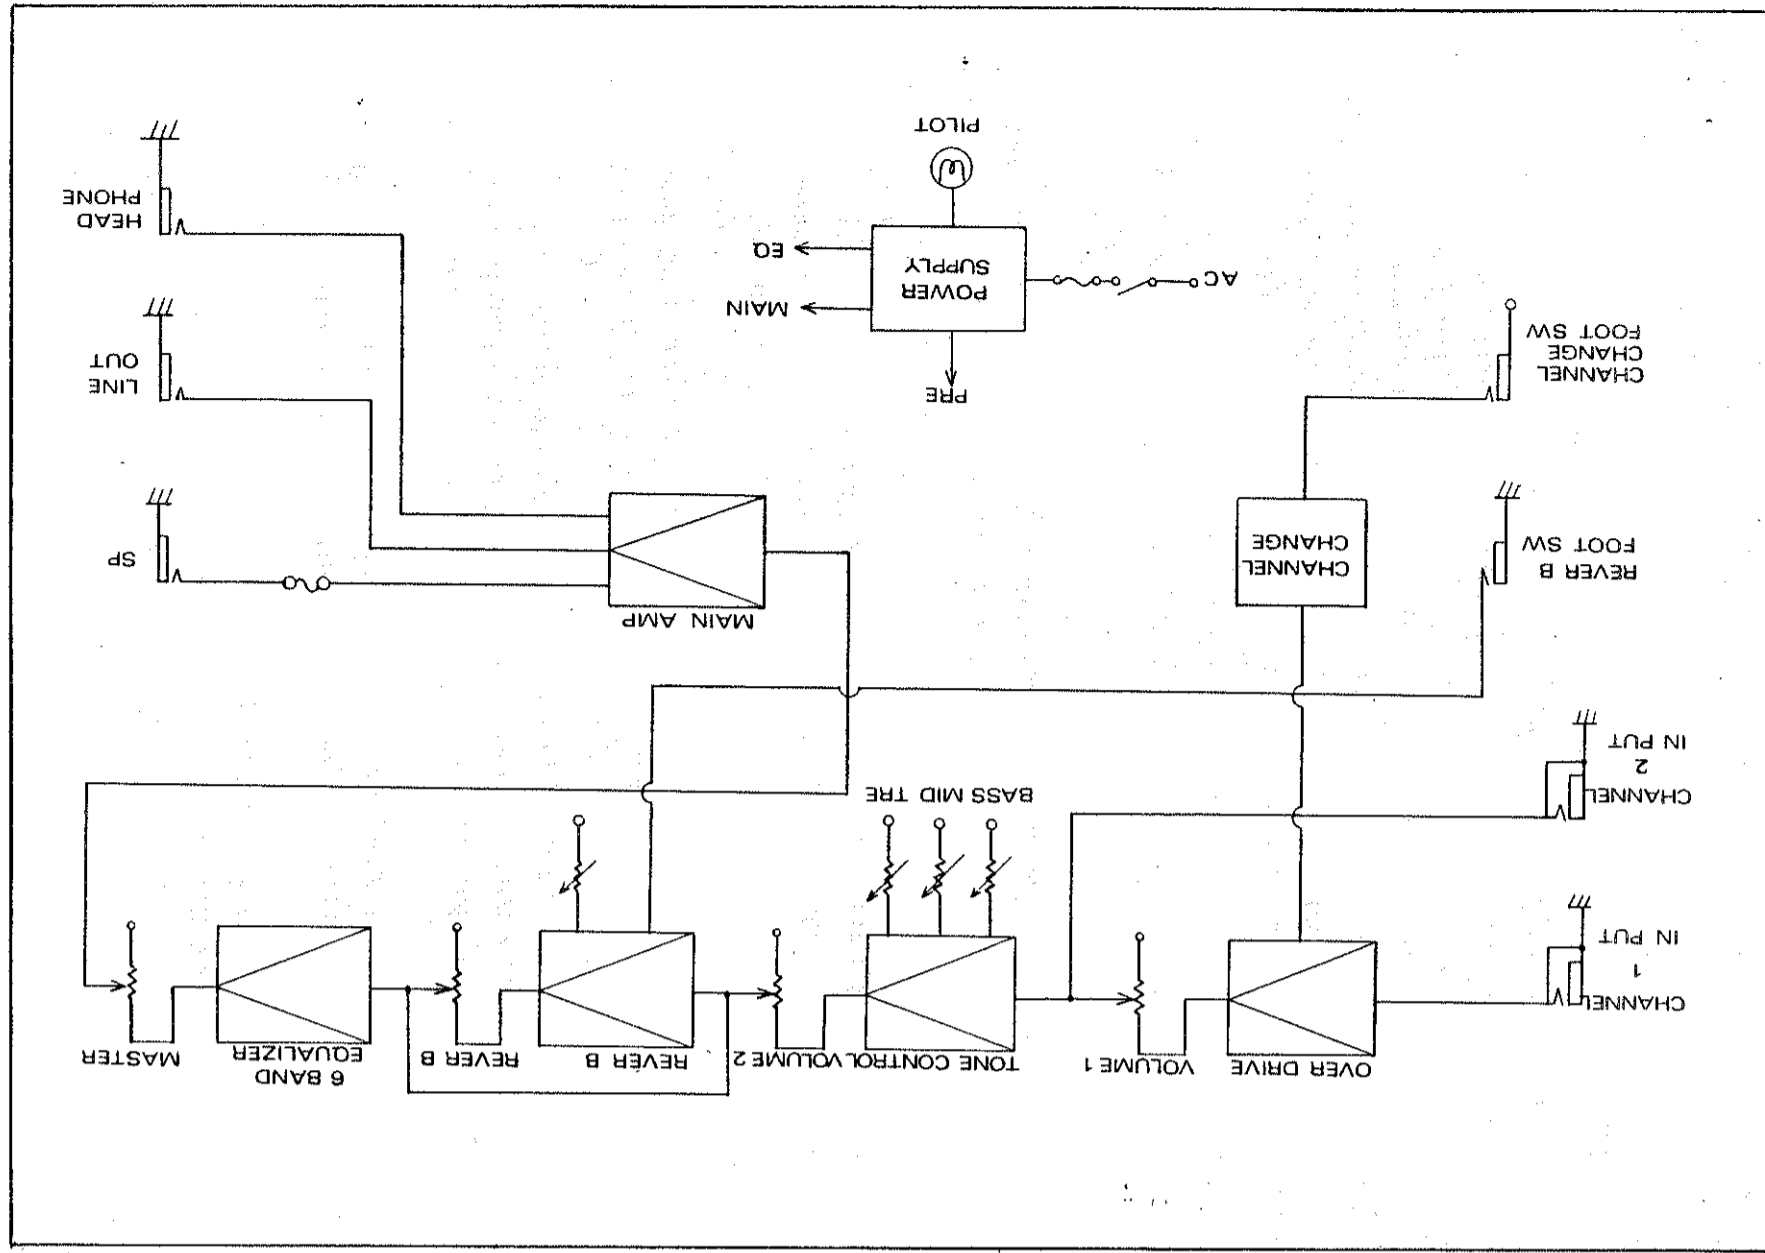 CHANNEL
1
IN PUT
OVER DRIVE
VOLUME 1
TONE CONTROL
VOLUME 2
REVER B
REVER B
6 BAND
EQUALIZER
MASTER
CHANNEL
2
IN PUT
BASS MID TRE
REVER B
FOOT SW
CHANNEL
CHANGE
MAIN AMP
SP
CHANNEL
CHANGE
FOOT SW
LINE
OUT
PRE
AC
POWER
SUPPLY
MAIN
EQ
PILOT
HEAD
PHONE